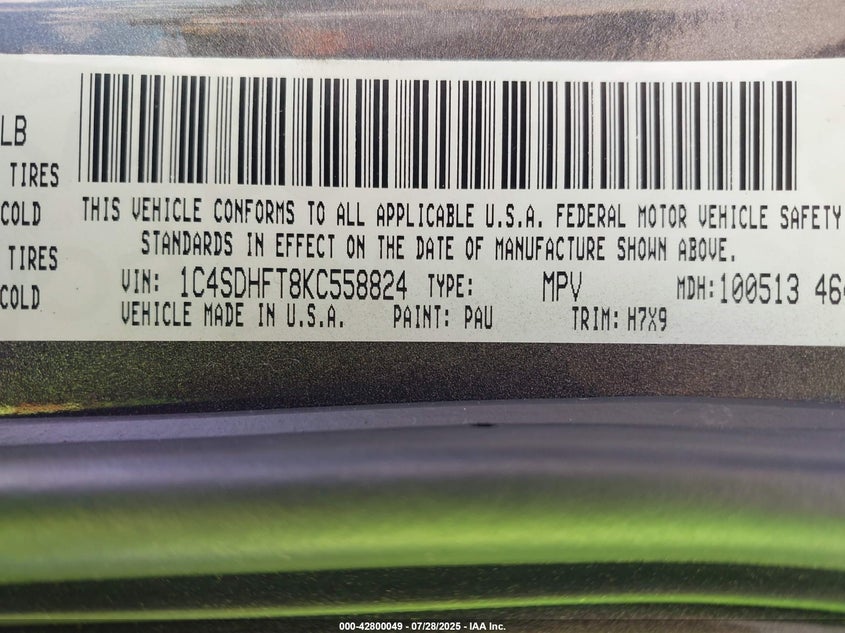 LB
TIRES
COLD
TIRES
COLD
THIS VEHICLE CONFORMS TO ALL APPLICABLE U.S.A. FEDERAL MOTOR VEHICLE SAFETY
STANDARDS IN EFFECT ON THE DATE OF MANUFACTURE SHOWN ABOVE.
VIN: 1C4SDHFT8KC558824 TYPE: MPV MDH:100513
VEHICLE MADE IN U.S.A. PAINT: PAU TRIM: H7X9
000-42800049 - 07/28/2025 - IAA Inc.